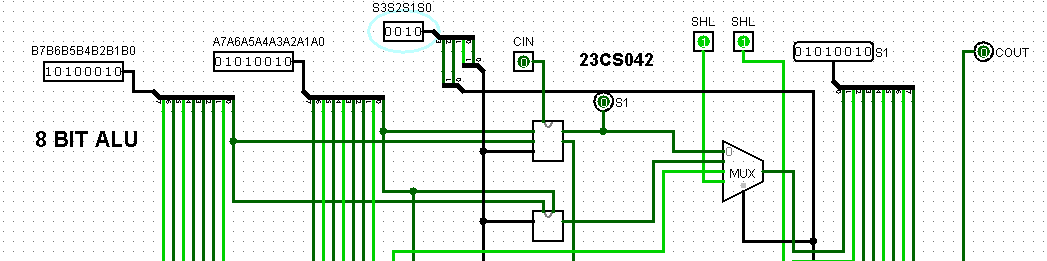 S3S2S1S0
0010
SHL SHL
B7B6B5B4B2B1B0
A7A6A5A4A3A2A1A0
CIN
23CS042
10100010
01010010
0
1
1
01010010 S1
0 COUT
0 S1
8 BIT ALU
0
MUX